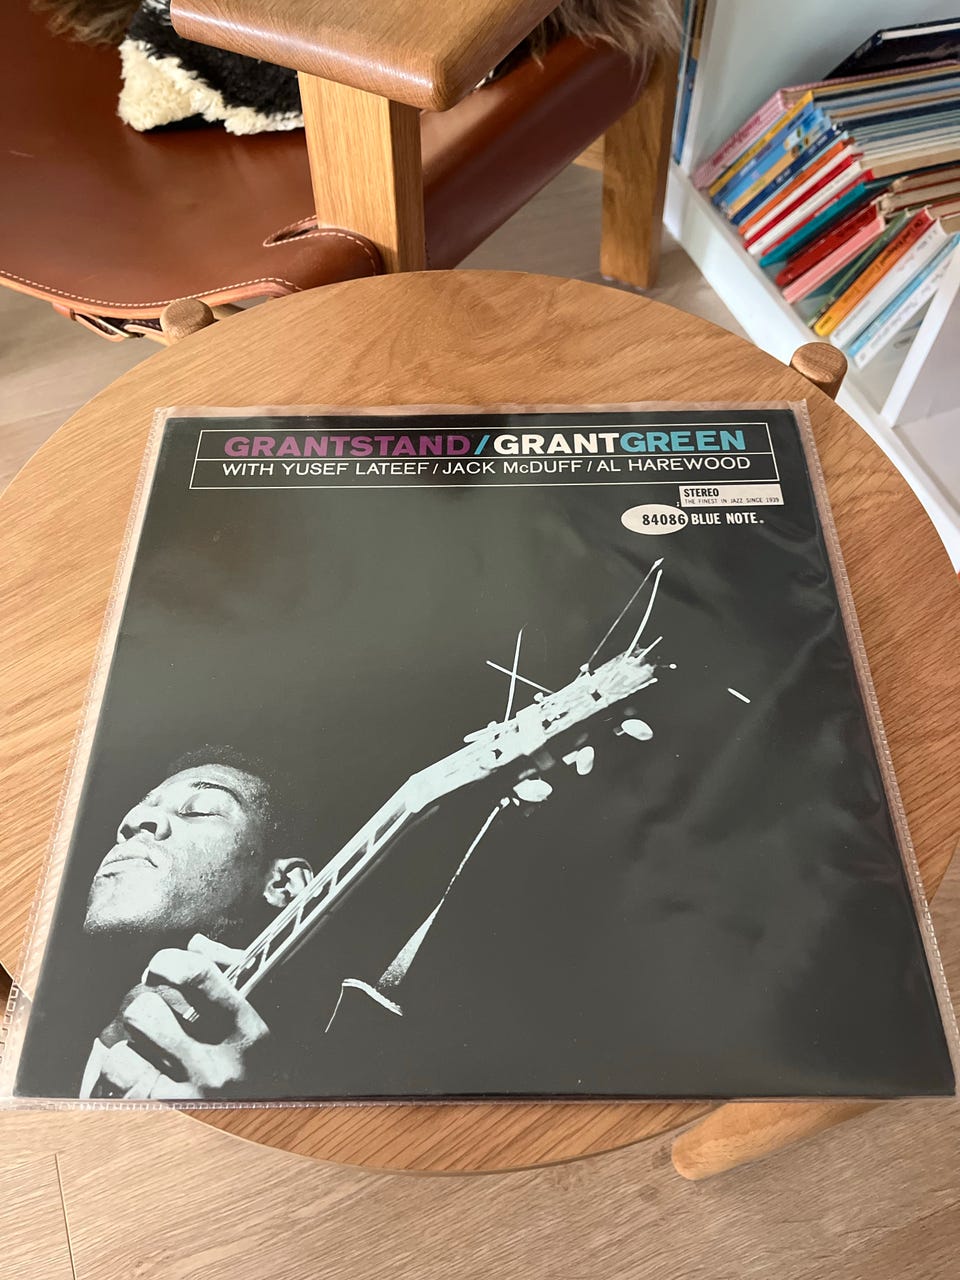 GRANTSTAND/GRANTGREEN
WITH YUSEF LATEEF/JACK McDUFF/AL HAREWOOD
STEREO
THE FINEST IN JAZZ SINCE 1939
84086 BLUE NOTE